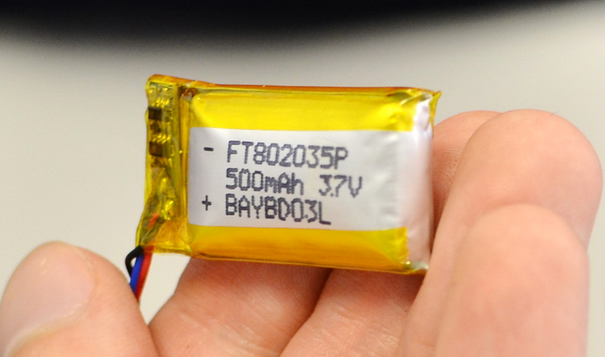 - FT802035P
500mAh 3.7V
+ BAYBD03L